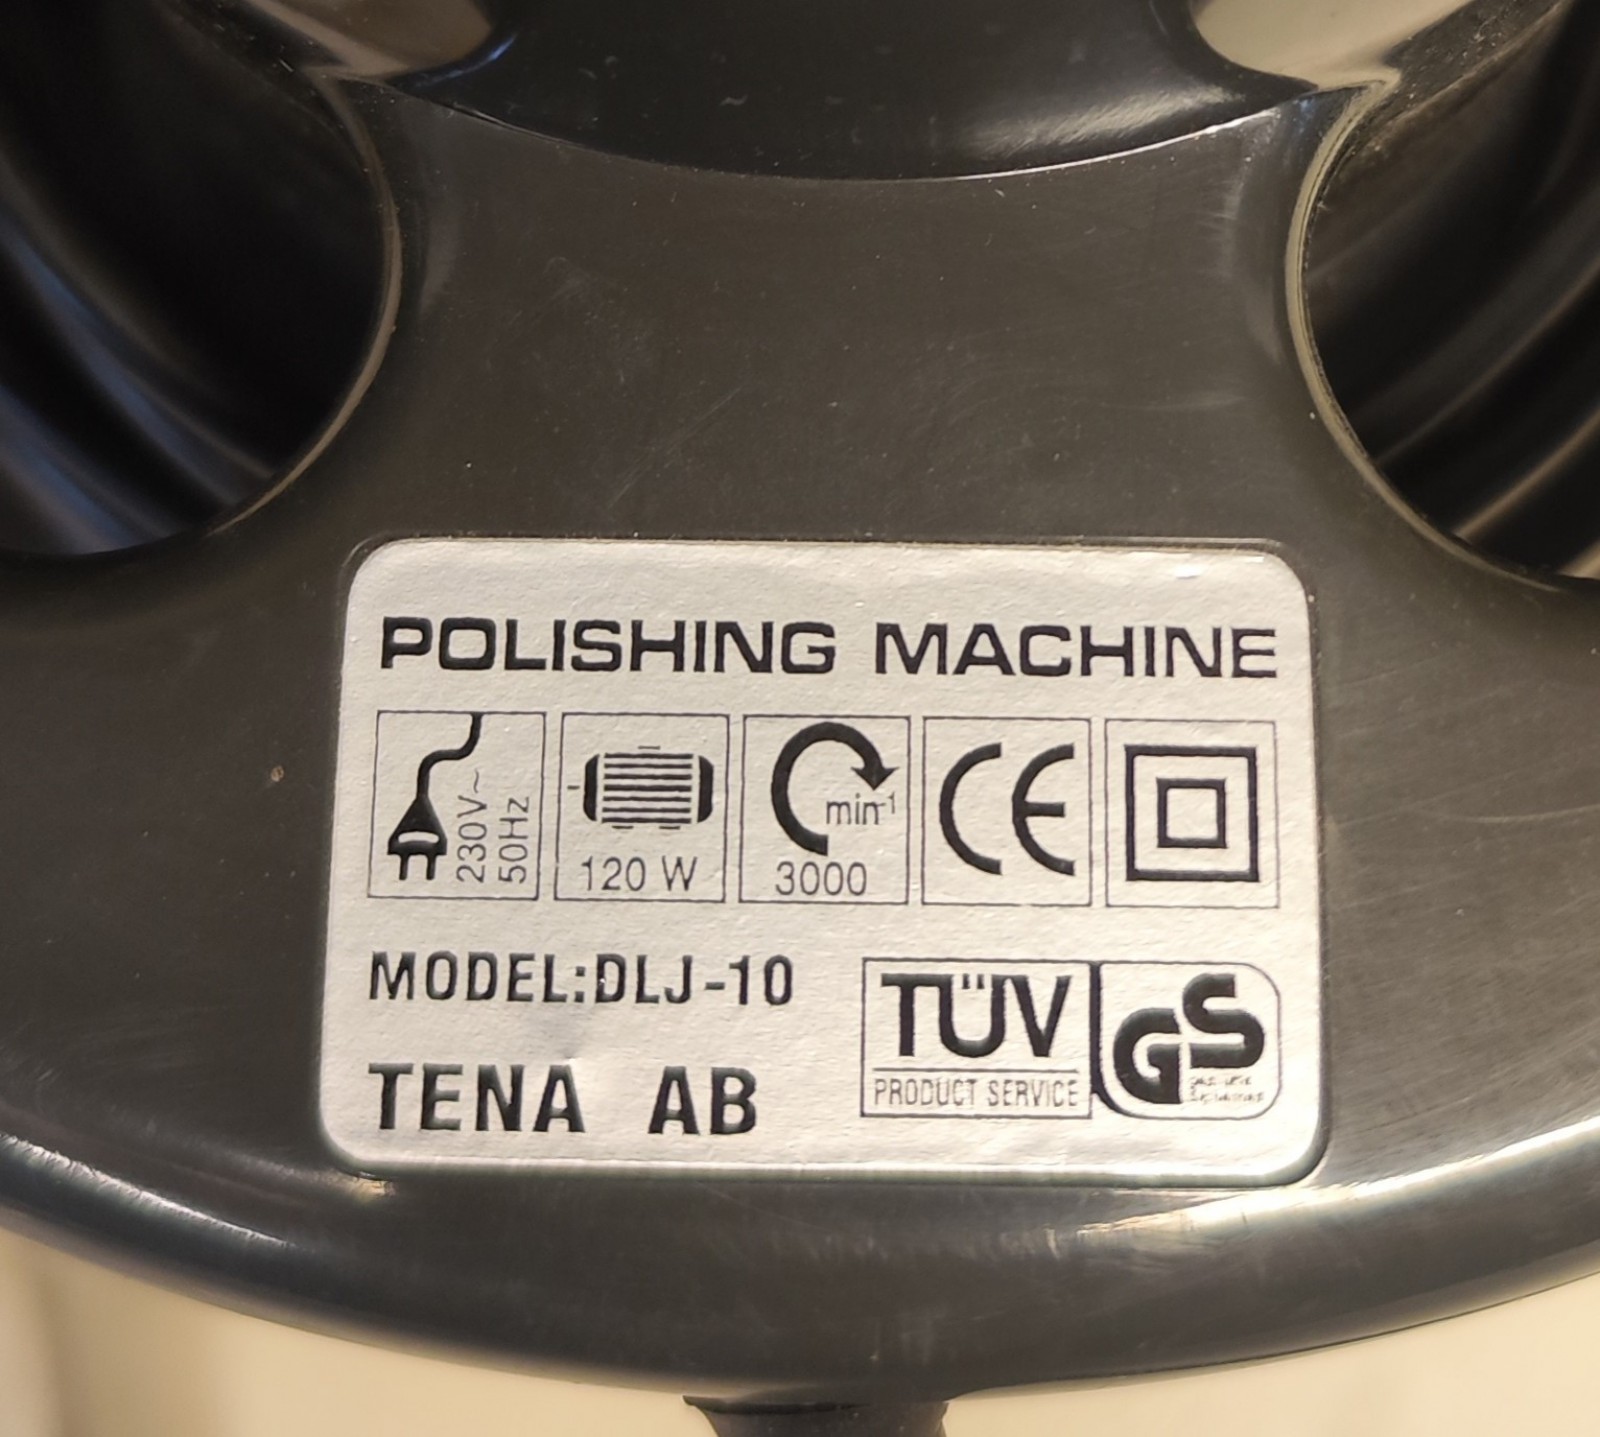 POLISHING MACHINE
230V~
50Hz
120 W
min-1
3000
CE
MODEL:DLJ-10
TENA AB
TÜV
PRODUCT SERVICE
GS